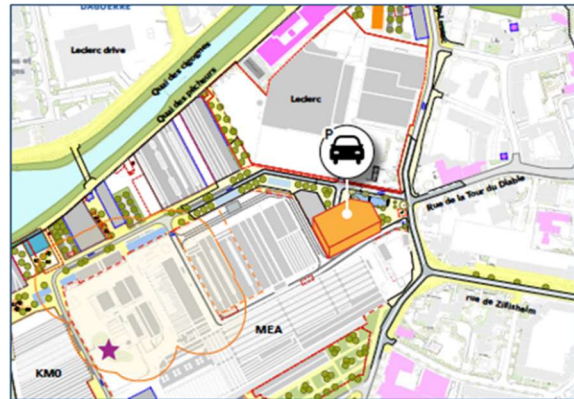 DAGUERRE
Leclerc drive
Quai des cigognes
Quai des pêcheurs
Leclerc
P
Rue de la Tour du Diable
rue de Zillisheim
MEA
KM0